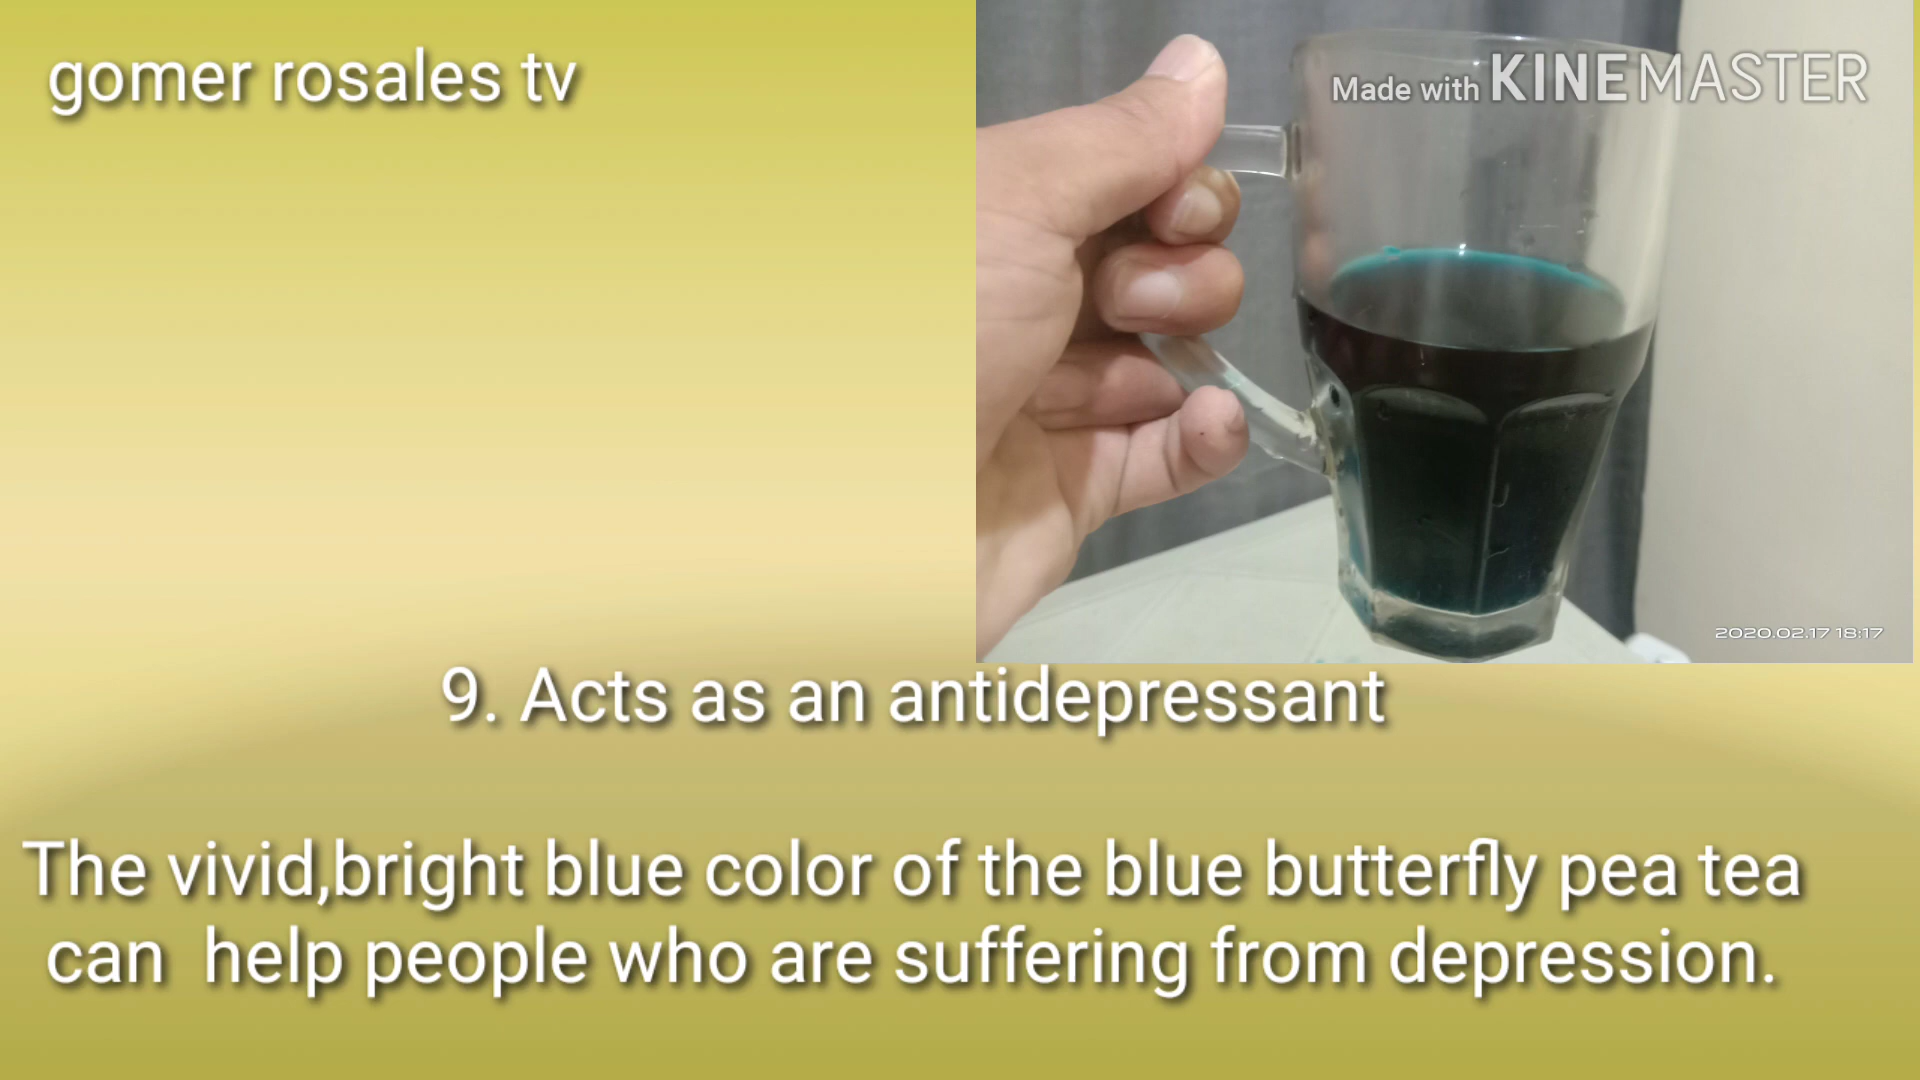 gomer rosales tv
Made with KINEMASTER
2020.02.17 18:17
9. Acts as an antidepressant
The vivid,bright blue color of the blue butterfly pea tea
can  help people who are suffering from depression.